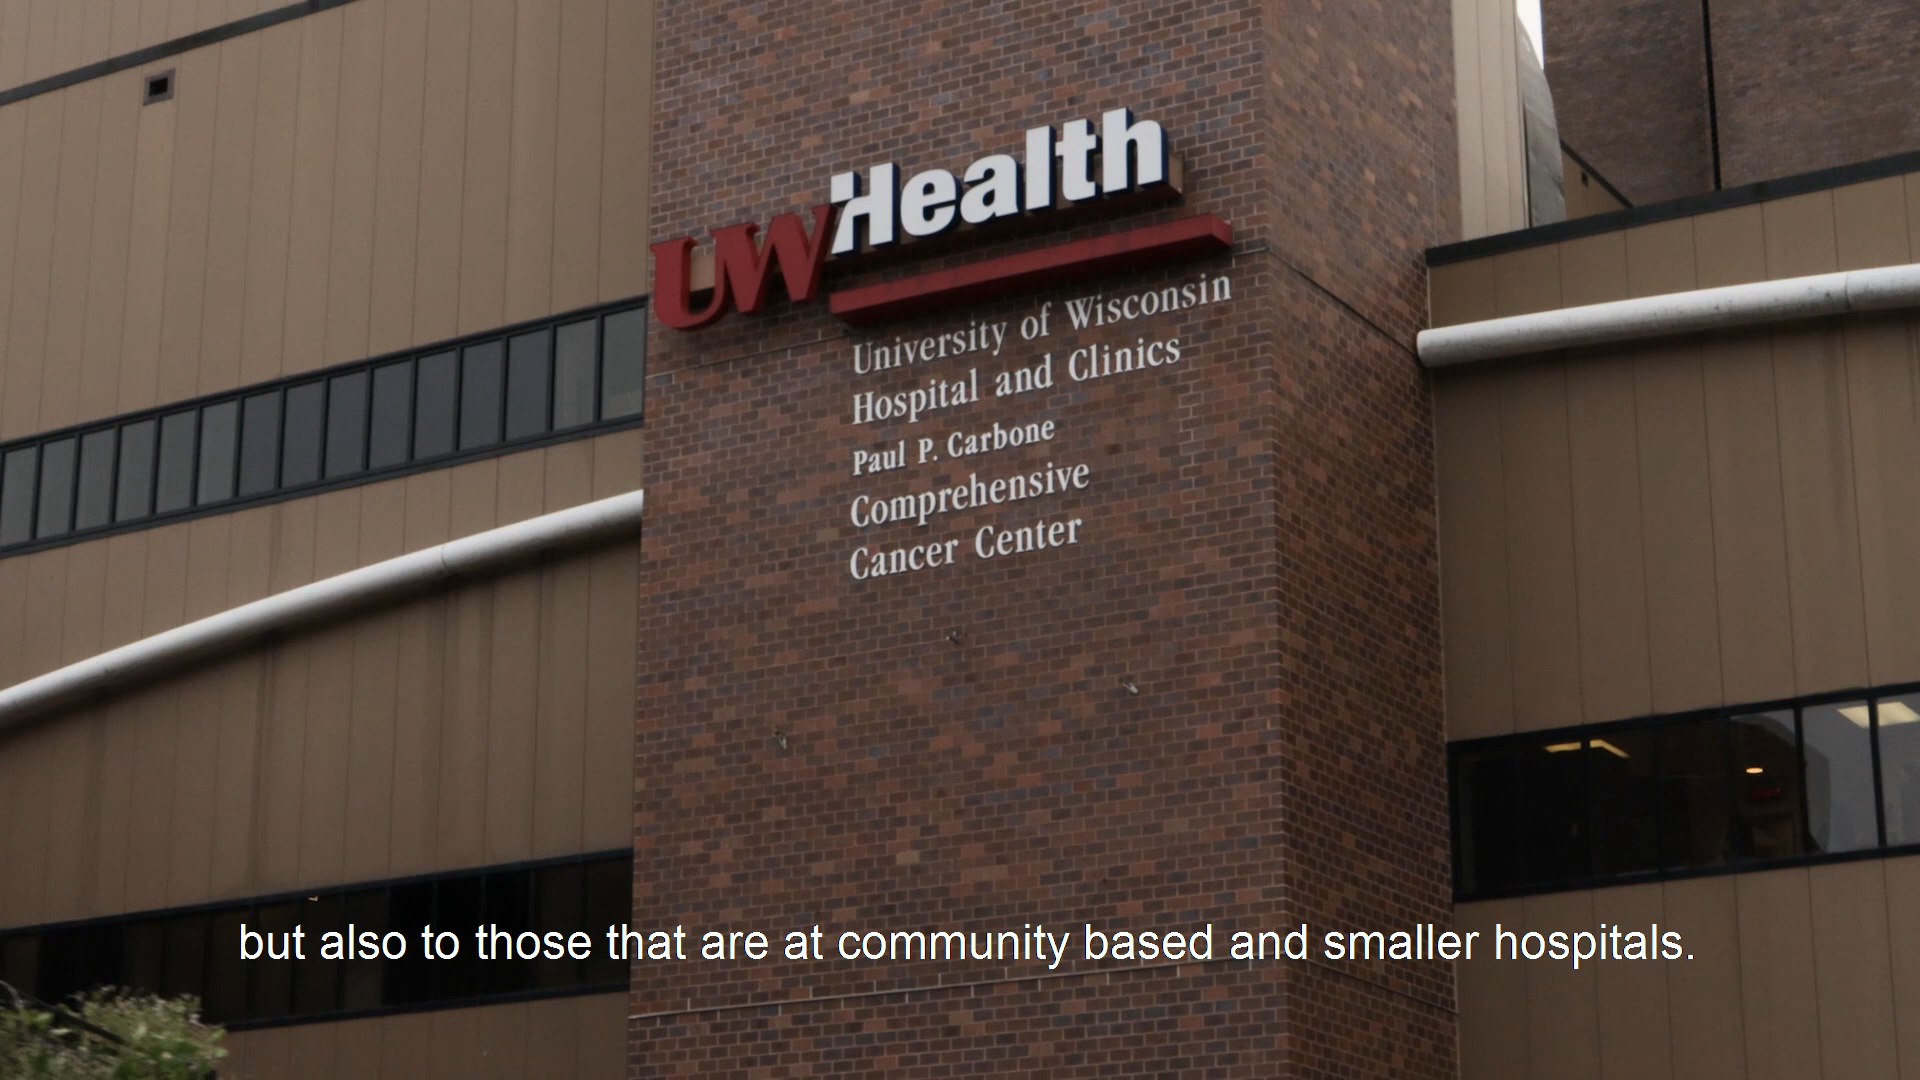 UWHealth
University of Wisconsin
Hospital and Clinics
Paul P. Carbone
Comprehensive
Cancer Center
but also to those that are at community based and smaller hospitals.